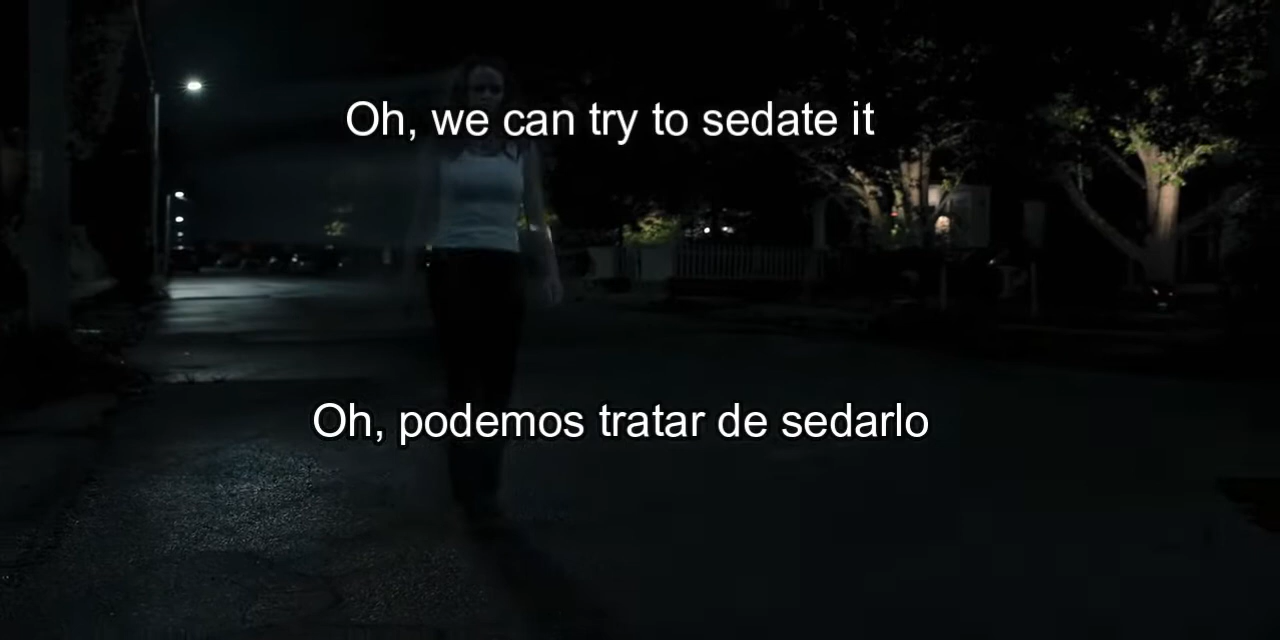 Oh, we can try to sedate it
Oh, podemos tratar de sedarlo